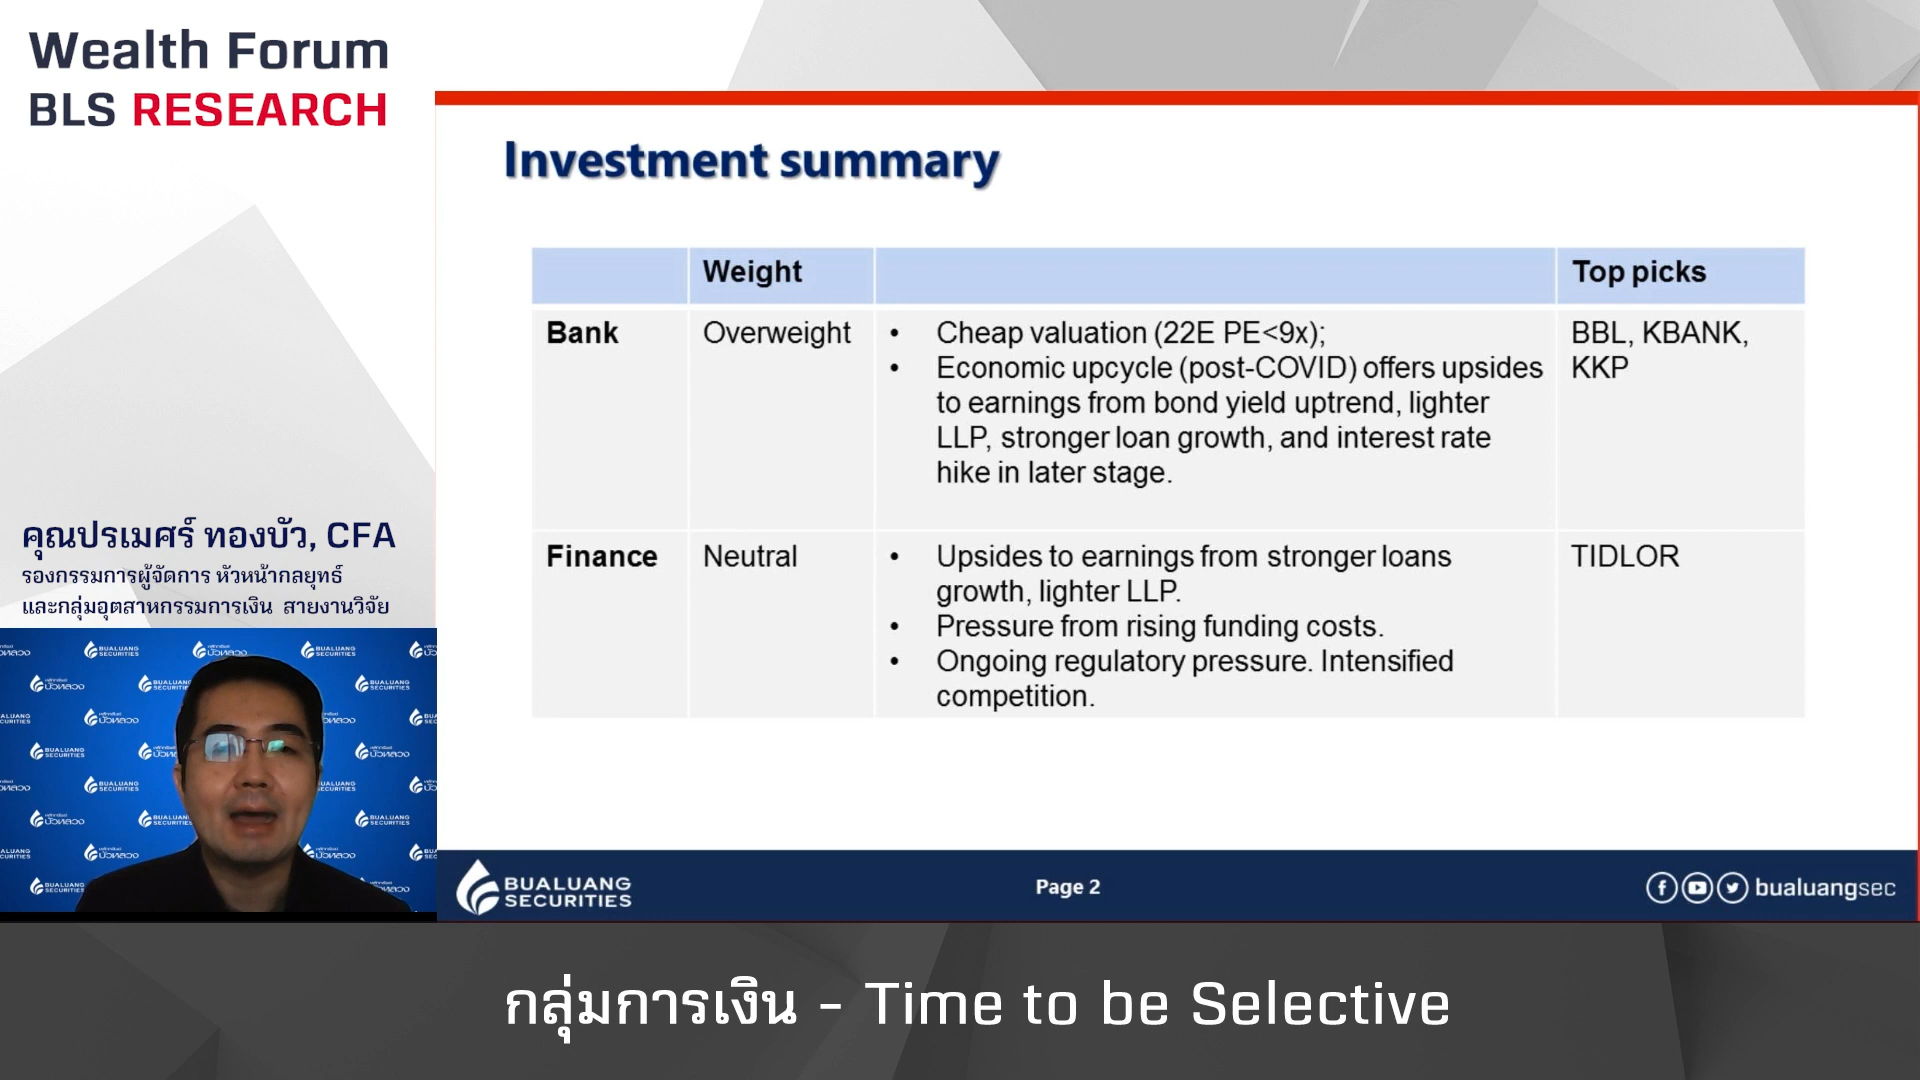 Wealth Forum
BLS RESEARCH
Investment summary
Weight
Top picks
Bank
Overweight
• Cheap valuation (22E PE<9x);
• Economic upcycle (post-COVID) offers upsides
to earnings from bond yield uptrend, lighter
LLP, stronger loan growth, and interest rate
hike in later stage.
BBL, KBANK,
KKP
Finance
Neutral
• Upsides to earnings from stronger loans
growth, lighter LLP.
• Pressure from rising funding costs.
• Ongoing regulatory pressure. Intensified
competition.
TIDLOR
คุณปรเมศร์ ทองบัว, CFA
รองกรรมการผู้จัดการ หัวหน้ากลยุทธ์
และกลุ่มอุตสาหกรรมการเงิน สายงานวิจัย
BUALUANG
SECURITIES
Page 2
bualuangsec
กลุ่มการเงิน - Time to be Selective